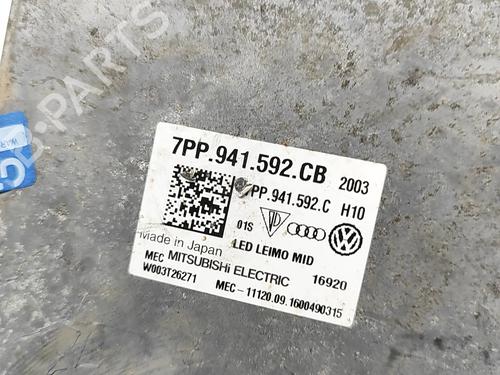 B-PARTS
7PP.941.592.CB 2003
7PP.941.592.C H10
01S
LED LEIMO MID
Made in Japan
MEC MITSUBISHI ELECTRIC 16920
W003T26271 MEC-11120.09.1600490315